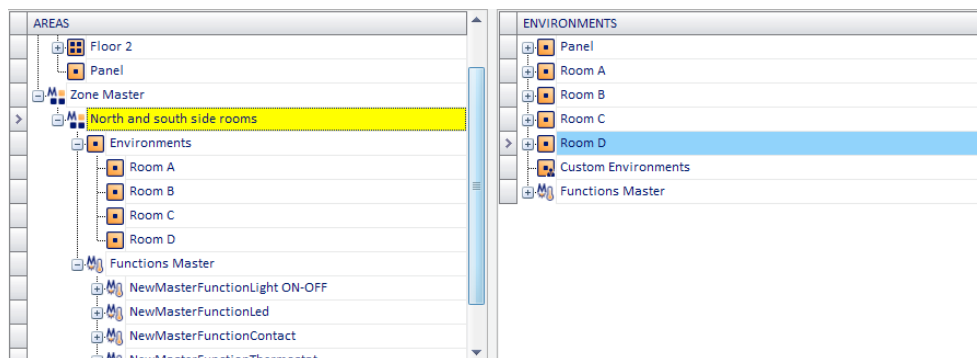 AREAS
Floor 2
Panel
Zone Master
North and south side rooms
Environments
Room A
Room B
Room C
Room D
Functions Master
NewMasterFunctionLight ON-OFF
NewMasterFunctionLed
NewMasterFunctionContact
NewMasterFunctionThermostat
ENVIRONMENTS
Panel
Room A
Room B
Room C
Room D
Custom Environments
Functions Master